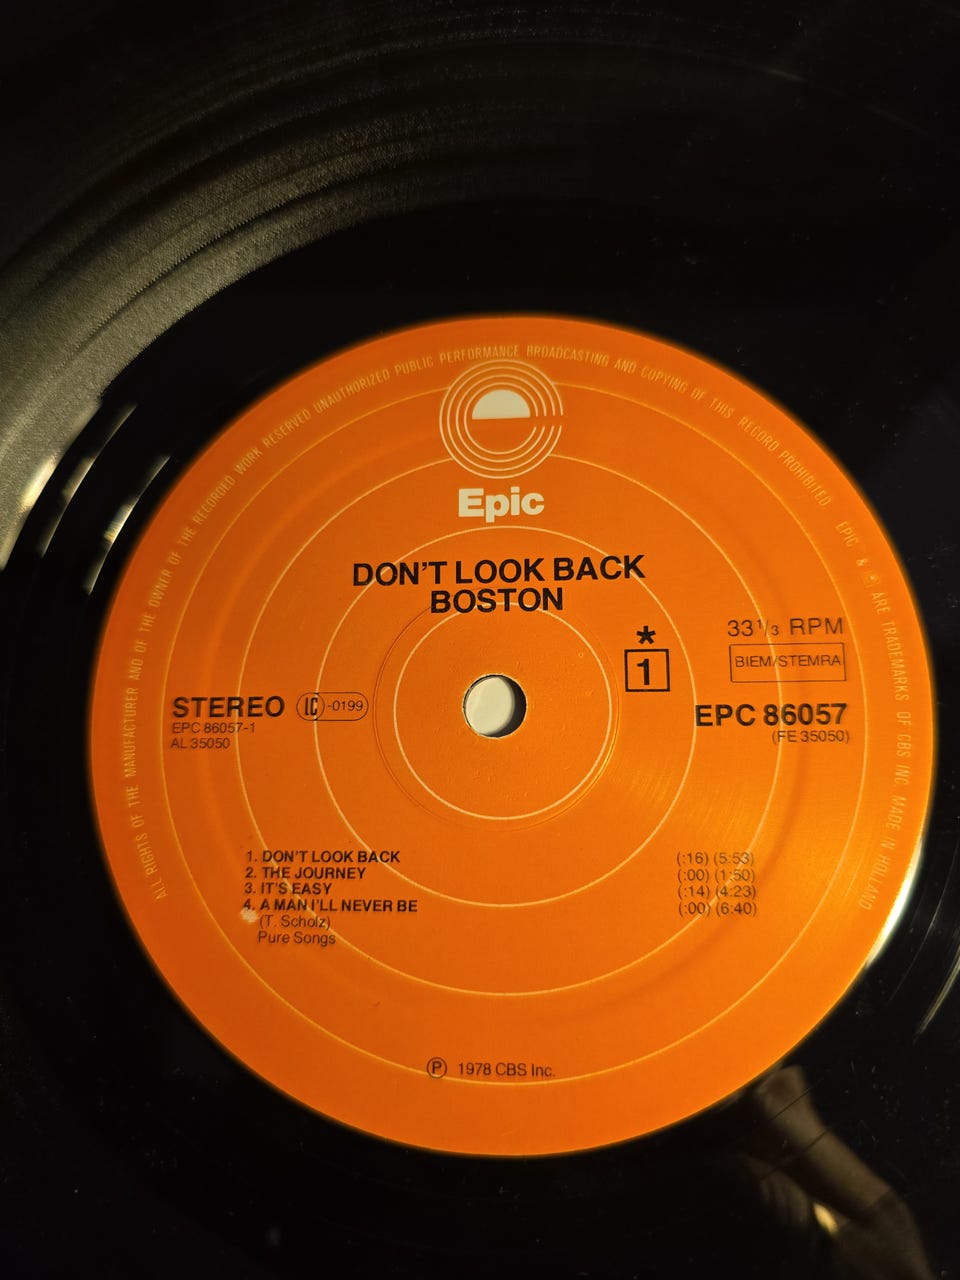 ALL RIGHTS OF THE MANUFACTURER AND OF THE OWNER OF THE RECORDED WORK RESERVED UNAUTHORIZED PUBLIC PERFORMANCE BROADCASTING AND COPYING OF THIS RECORD PROHIBITED. EPIC & ARE TRADEMARKS OF CBS INC. MADE IN HOLLAND
Epic
DON'T LOOK BACK
BOSTON
*
1
33 1/3 RPM
BIEM/STEMRA
STEREO LC -0199
EPC 86057-1
AL 35050
EPC 86057
(FE 35050)
1. DON'T LOOK BACK (:16) (5:53)
2. THE JOURNEY (:00) (1:50)
3. IT'S EASY (:14) (4:23)
4. A MAN I'LL NEVER BE (:00) (6:40)
(T. Scholz)
Pure Songs
Ⓟ 1978 CBS Inc.